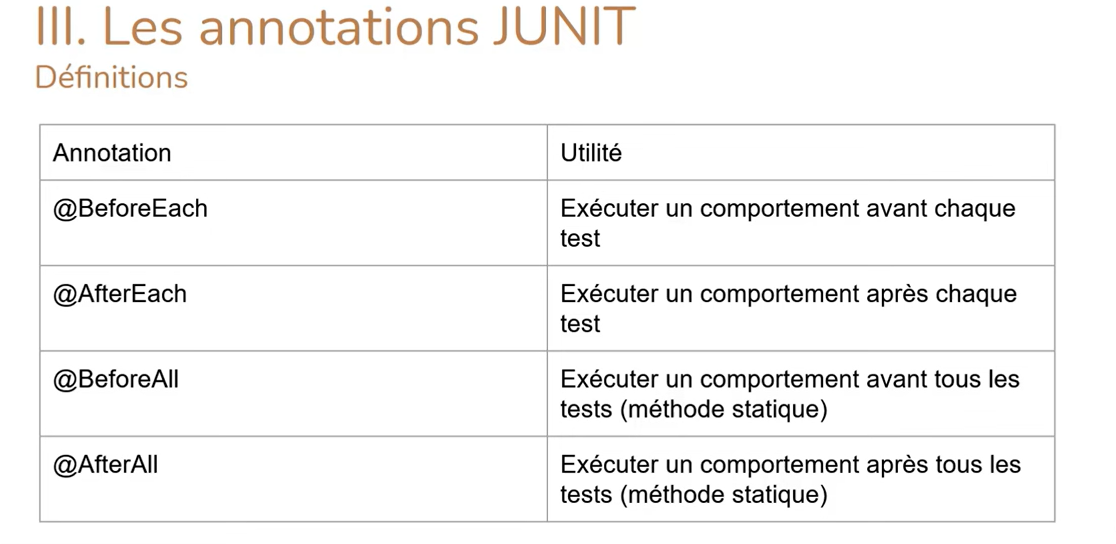 III. Les annotations JUNIT
Définitions
Annotation
Utilité
@BeforeEach
Exécuter un comportement avant chaque
test
@AfterEach
Exécuter un comportement après chaque
test
@BeforeAll
Exécuter un comportement avant tous les
tests (méthode statique)
@AfterAll
Exécuter un comportement après tous les
tests (méthode statique)